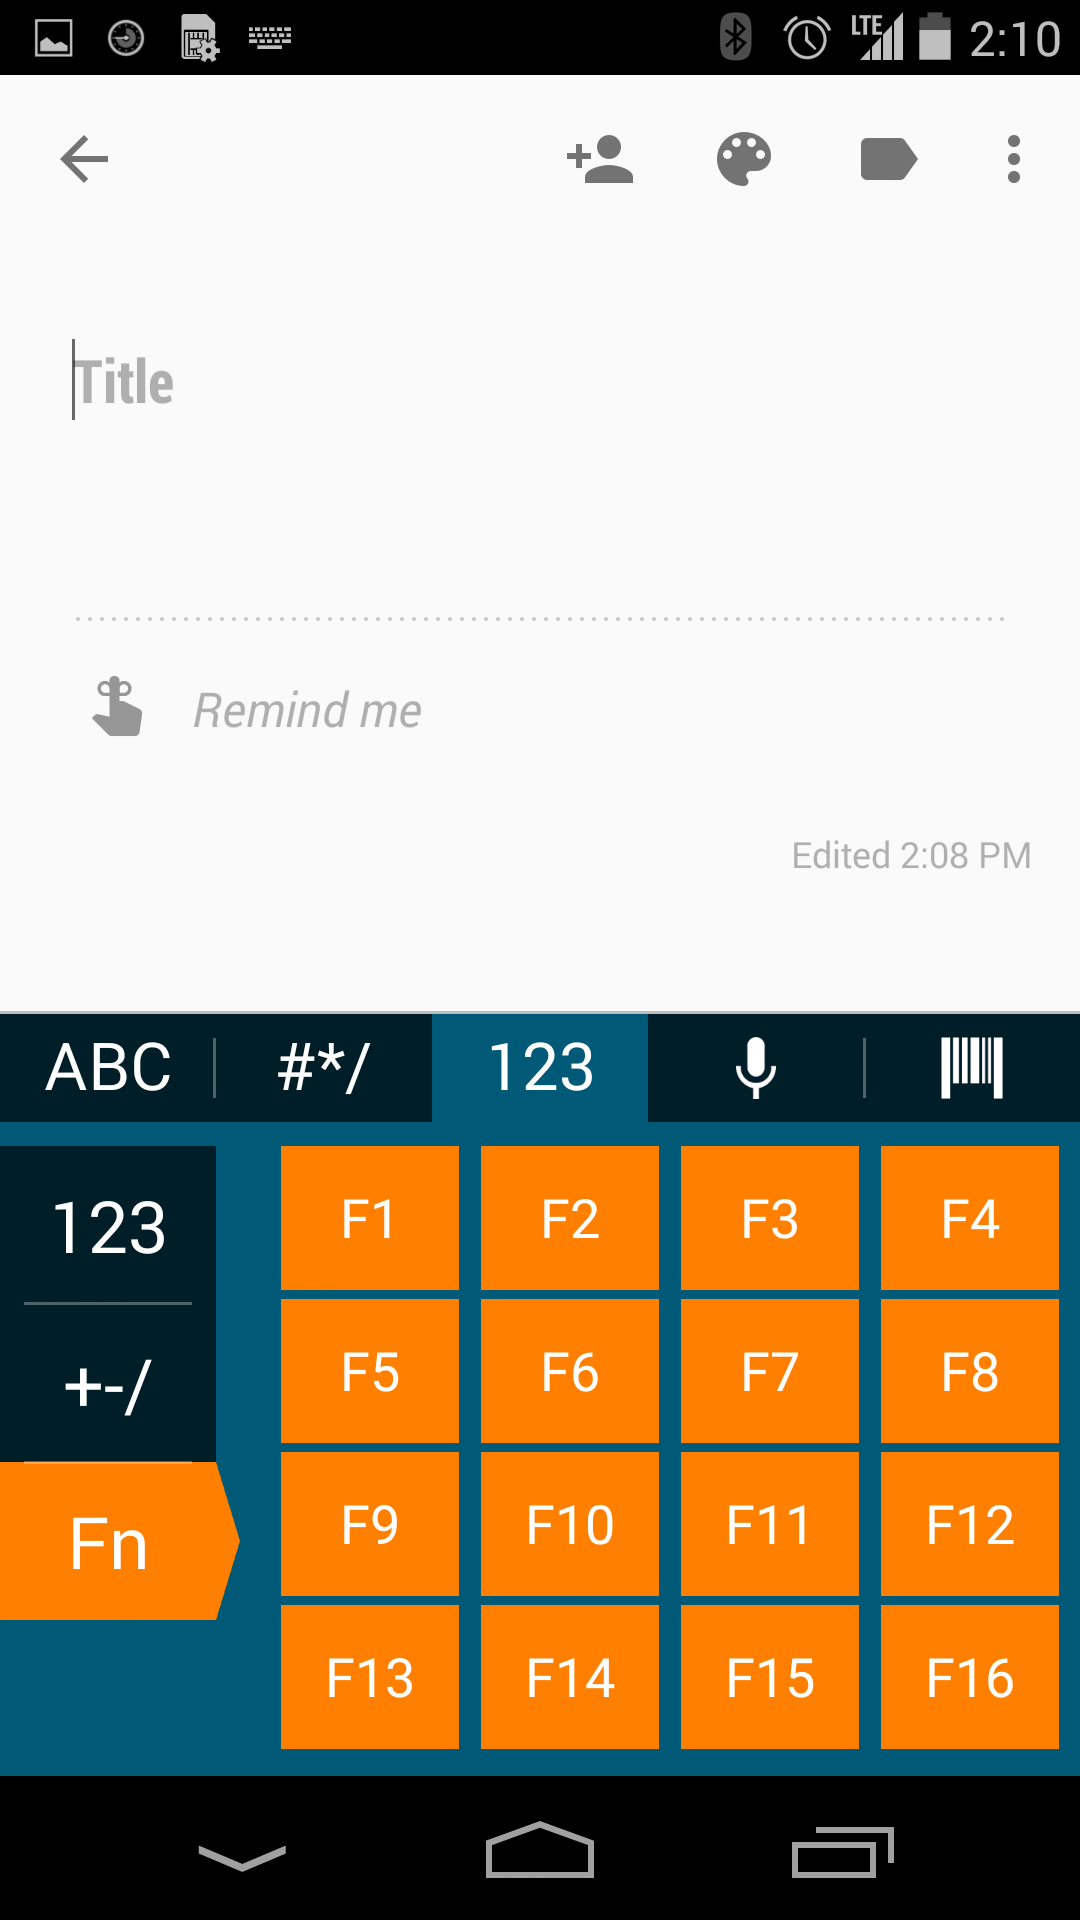 LTE 2:10
Title
Remind me
Edited 2:08 PM
ABC #*/ 123
123 F1 F2 F3 F4
+-/ F5 F6 F7 F8
Fn F9 F10 F11 F12
F13 F14 F15 F16